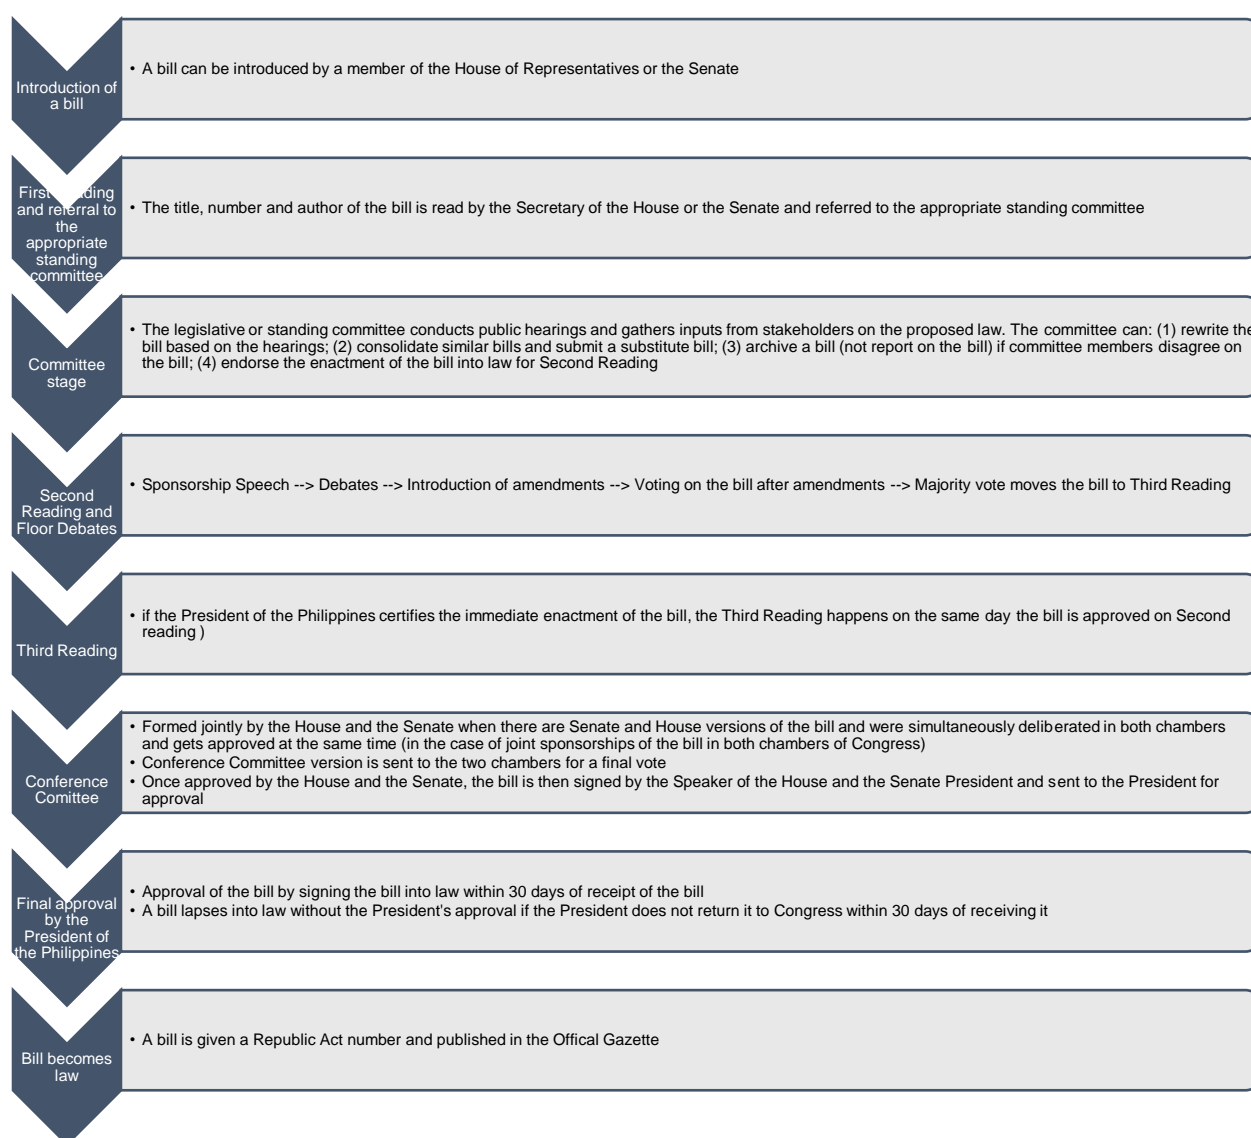 Introduction of
a bill
• A bill can be introduced by a member of the House of Representatives or the Senate
First
and referral to
the
appropriate
standing
committee
• The title, number and author of the bill is read by the Secretary of the House or the Senate and referred to the appropriate standing committee
Committee
stage
• The legislative or standing committee conducts public hearings and gathers inputs from stakeholders on the proposed law. The committee can: (1) rewrite the
bill based on the hearings; (2) consolidate similar bills and submit a substitute bill; (3) archive a bill (not report on the bill) if committee members disagree on
the bill; (4) endorse the enactment of the bill into law for Second Reading
Second
Reading and
Floor Debates
• Sponsorship Speech --> Debates --> Introduction of amendments --> Voting on the bill after amendments --> Majority vote moves the bill to Third Reading
Third Reading
• if the President of the Philippines certifies the immediate enactment of the bill, the Third Reading happens on the same day the bill is approved on Second
reading )
Conference
Comittee
• Formed jointly by the House and the Senate when there are Senate and House versions of the bill and were simultaneously deliberated in both chambers
and gets approved at the same time (in the case of joint sponsorships of the bill in both chambers of Congress)
• Conference Committee version is sent to the two chambers for a final vote
• Once approved by the House and the Senate, the bill is then signed by the Speaker of the House and the Senate President and sent to the President for
approval
Final approval
by the
President of
the Philippines
• Approval of the bill by signing the bill into law within 30 days of receipt of the bill
• A bill lapses into law without the President's approval if the President does not return it to Congress within 30 days of receiving it
Bill becomes
law
• A bill is given a Republic Act number and published in the Offical Gazette